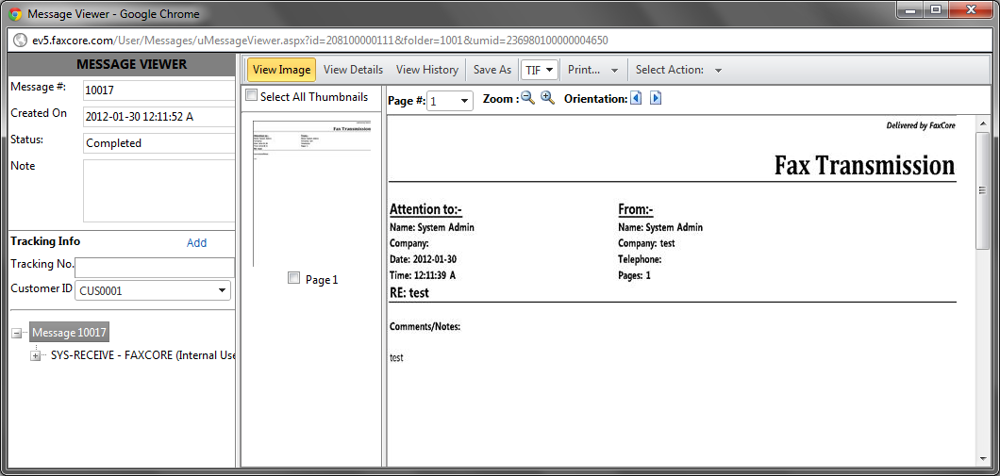 Message Viewer - Google Chrome
ev5.faxcore.com/User/Messages/uMessageViewer.aspx?id=208100000111&folder=1001&umid=236980100000004650
MESSAGE VIEWER
Message #: 10017
Created On 2012-01-30 12:11:52 A
Status: Completed
Note
Tracking Info Add
Tracking No.
Customer ID CUS0001
Message 10017
SYS-RECEIVE - FAXCORE (Internal Use
View Image View Details View History Save As TIF Print... Select Action:
Select All Thumbnails
Fax Transmission
Page 1
Page #: 1 Zoom : Orientation:
Delivered by FaxCore
Fax Transmission
Attention to:- From:-
Name: System Admin Name: System Admin
Company: Company: test
Date: 2012-01-30 Telephone:
Time: 12:11:39 A Pages: 1
RE: test
Comments/Notes:
test